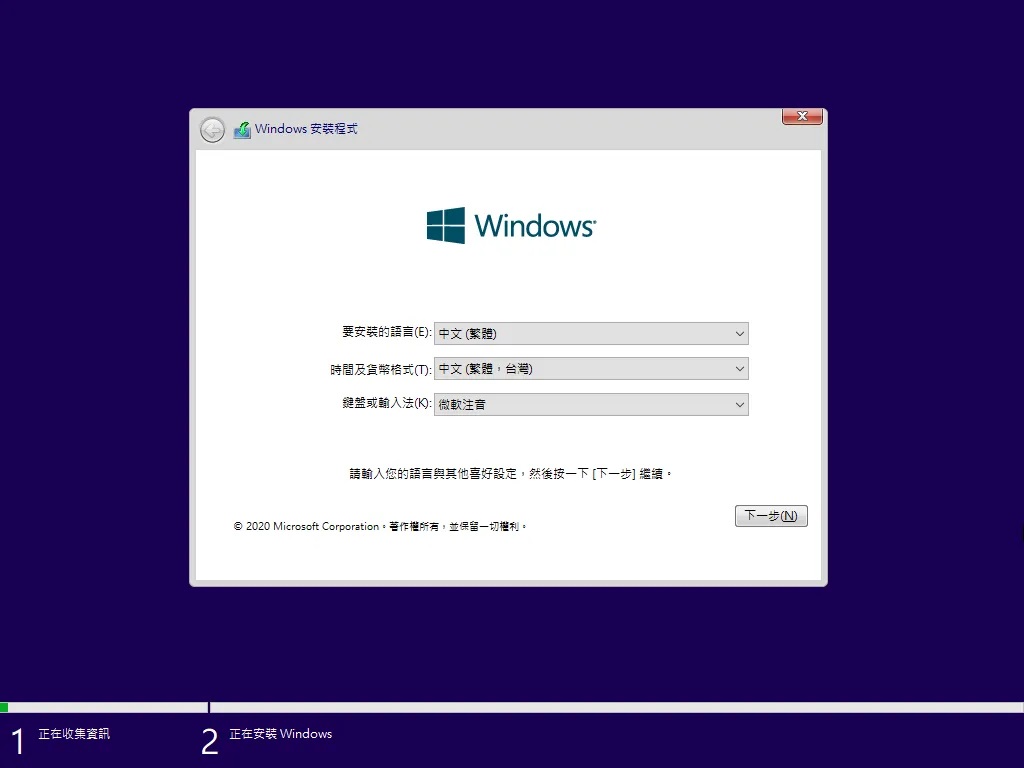 Windows 安裝程式
Windows
要安裝的語言(E): 中文 (繁體)
時間及貨幣格式(T): 中文 (繁體，台灣)
鍵盤或輸入法(K): 微軟注音
請輸入您的語言與其他喜好設定，然後按一下 [下一步] 繼續。
下一步(N)
© 2020 Microsoft Corporation。著作權所有，並保留一切權利。
1 正在收集資訊 2 正在安裝 Windows